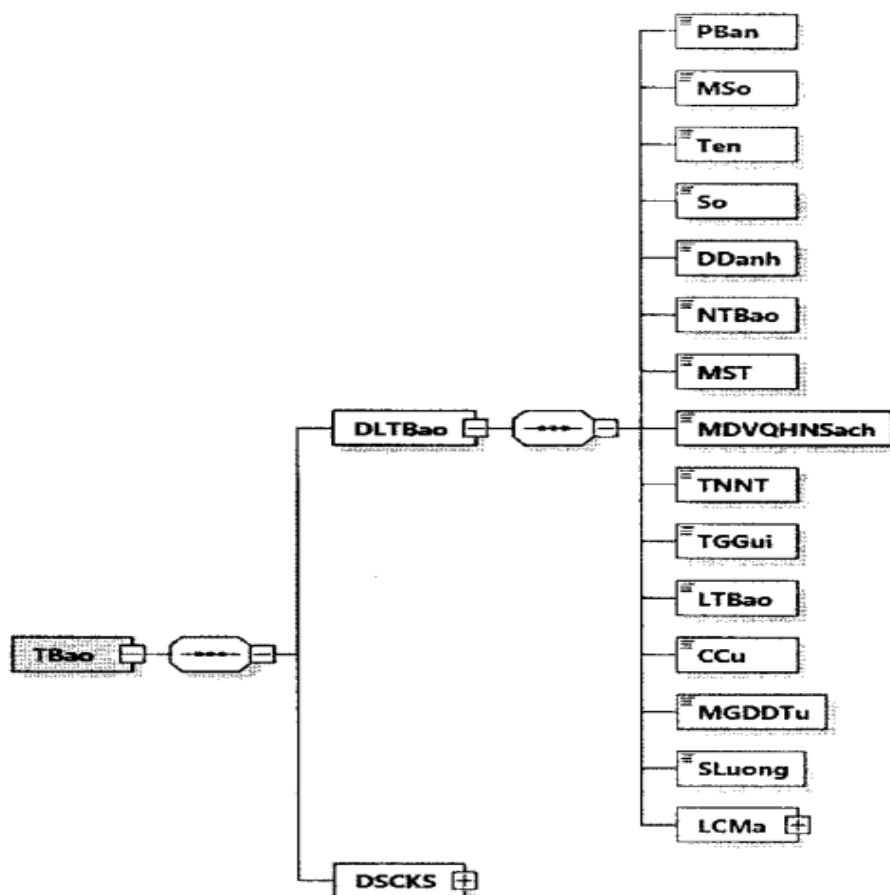 PBan
MSo
Ten
So
DDanh
NTBao
MST
DLTBao
MDVQHNSach
TNNT
TGGui
LTBao
TBao
CCu
MGDDTu
SLuong
LCMa
DSCKS